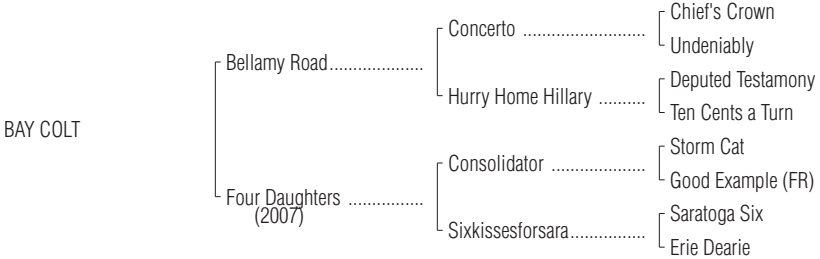 Chief's Crown
Concerto ..........................
Undeniably
Bellamy Road....................
Deputed Testamony
Hurry Home Hillary ..........
Ten Cents a Turn
BAY COLT
Storm Cat
Consolidator ....................
Good Example (FR)
Four Daughters ................
(2007)
Saratoga Six
Sixkissesforsara................
Erie Dearie